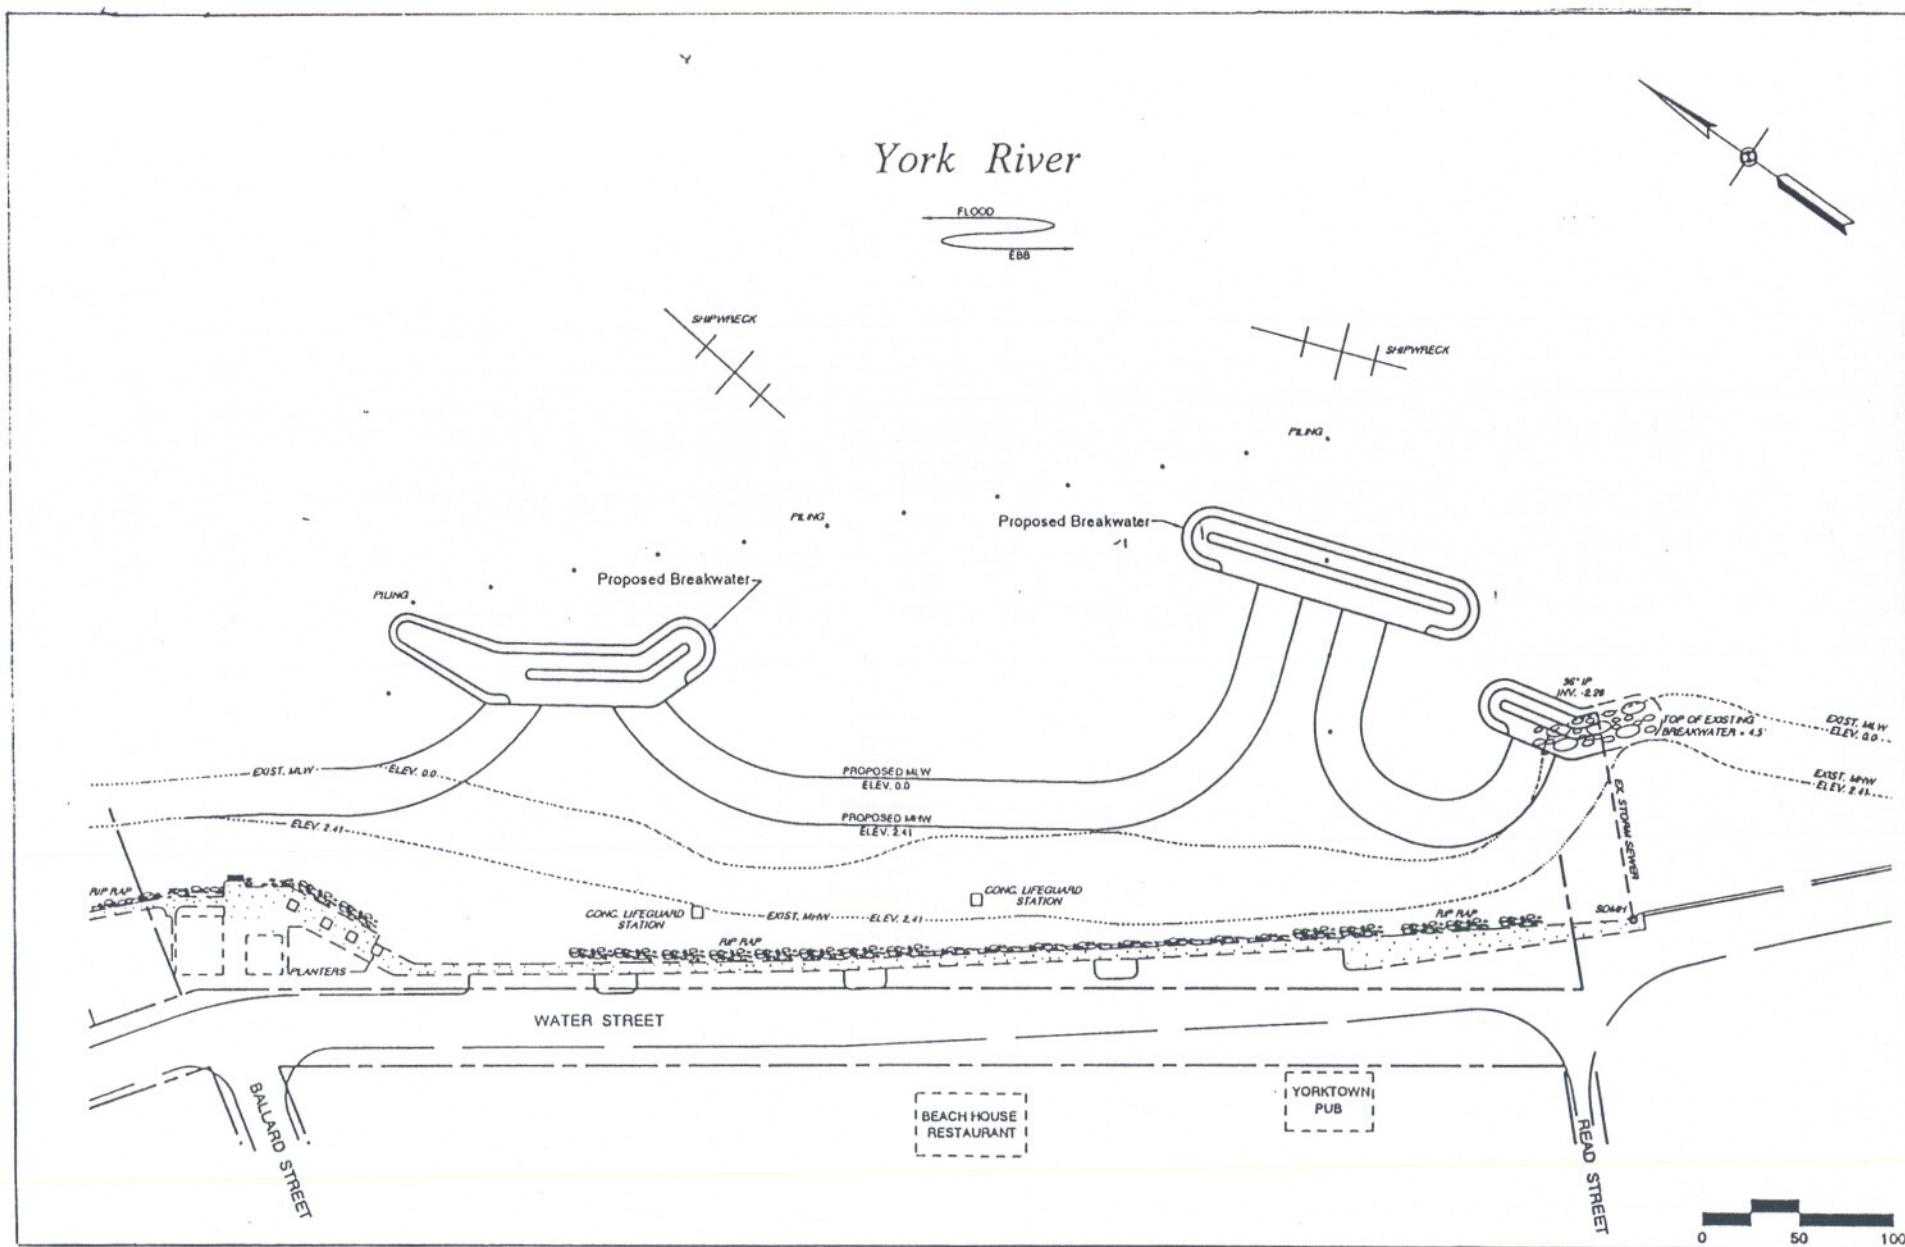 York River
FLOOD
EBB
SHIPWRECK
SHIPWRECK
PILING
PILING
Proposed Breakwater
Proposed Breakwater
PILING
36" IP
INV. -2.20
TOP OF EXISTING
BREAKWATER = 4.5'
EXIST. MLW
ELEV. 0.0
EXIST. MHW
ELEV. 2.41
EXIST. MLW
ELEV. 0.0
PROPOSED MLW
ELEV. 0.0
PROPOSED MHW
ELEV. 2.41
ELEV. 2.41
EX. STORM SEWER
RIP RAP
CONC. LIFEGUARD
STATION
CONC. LIFEGUARD
STATION
EXIST. MHW
ELEV. 2.41
RIP RAP
SDMH
RIP RAP
PLANTERS
WATER STREET
BALLARD STREET
BEACH HOUSE
RESTAURANT
YORKTOWN
PUB
READ STREET
0 50 100